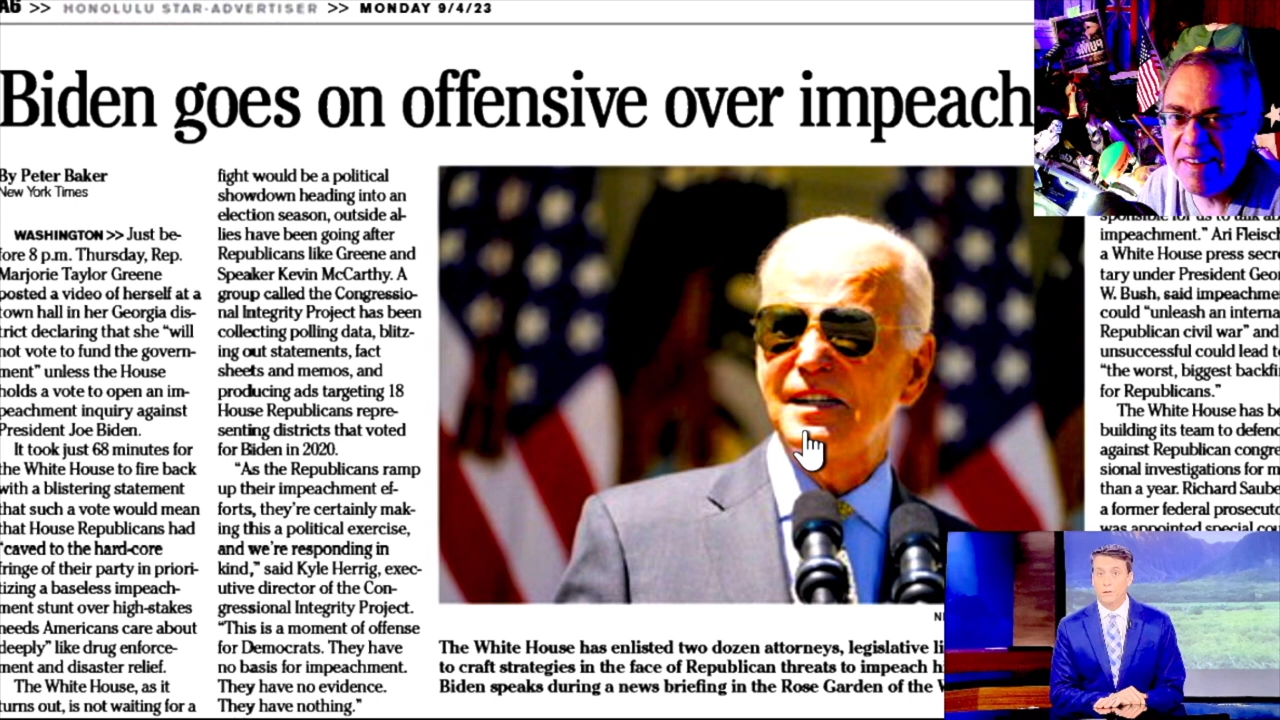 A6 >> HONOLULU STAR-ADVERTISER >> MONDAY 9/4/23
Biden goes on offensive over impeach
By Peter Baker
New York Times
WASHINGTON >> Just be-
fore 8 p.m. Thursday, Rep.
Marjorie Taylor Greene
posted a video of herself at a
town hall in her Georgia dis-
trict declaring that she “will
not vote to fund the govern-
ment” unless the House
holds a vote to open an im-
peachment inquiry against
President Joe Biden.
It took just 68 minutes for
the White House to fire back
with a blistering statement
that such a vote would mean
that House Republicans had
“caved to the hard-core
fringe of their party in priori-
tizing a baseless impeach-
ment stunt over high-stakes
needs Americans care about
deeply” like drug enforce-
ment and disaster relief.
The White House, as it
turns out, is not waiting for a
fight would be a political
showdown heading into an
election season, outside al-
lies have been going after
Republicans like Greene and
Speaker Kevin McCarthy. A
group called the Congressio-
nal Integrity Project has been
collecting polling data, blitz-
ing out statements, fact
sheets and memos, and
producing ads targeting 18
House Republicans repre-
senting districts that voted
for Biden in 2020.
“As the Republicans ramp
up their impeachment ef-
forts, they’re certainly mak-
ing this a political exercise,
and we’re responding in
kind,” said Kyle Herrig, exec-
utive director of the Con-
gressional Integrity Project.
“This is a moment of offense
for Democrats. They have
no basis for impeachment.
They have no evidence.
They have nothing.”
The White House has enlisted two dozen attorneys, legislative li
to craft strategies in the face of Republican threats to impeach h
Biden speaks during a news briefing in the Rose Garden of the
sponsible for us to talk ab
impeachment.” Ari Fleisch
a White House press secre
tary under President Geor
W. Bush, said impeachme
could “unleash an interna
Republican civil war” and
unsuccessful could lead to
“the worst, biggest backfi
for Republicans.”
The White House has be
building its team to defend
against Republican congre
sional investigations for m
than a year. Richard Saube
a former federal prosecuto
was appointed special cou